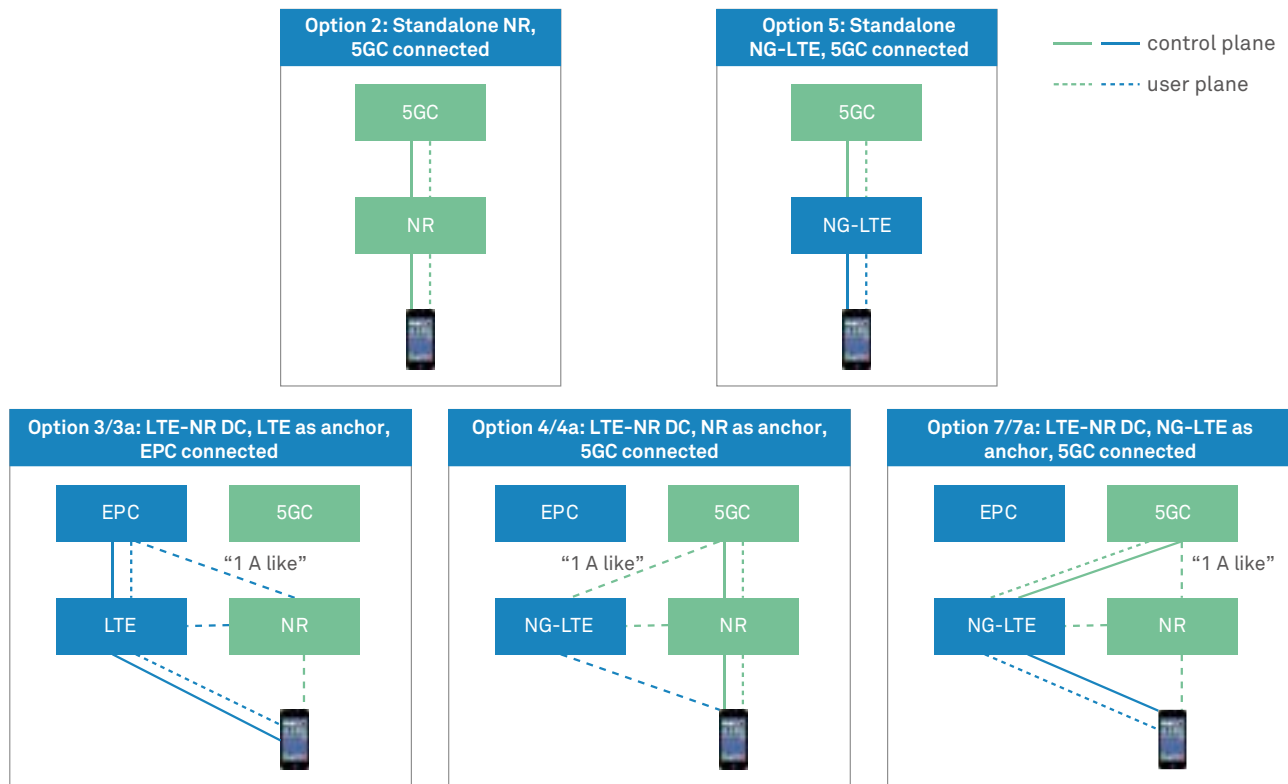 Option 2: Standalone NR,
5GC connected
5GC
NR
Option 5: Standalone
NG-LTE, 5GC connected
5GC
NG-LTE
control plane
user plane
Option 3/3a: LTE-NR DC, LTE as anchor,
EPC connected
EPC
5GC
“1 A like”
LTE
NR
Option 4/4a: LTE-NR DC, NR as anchor,
5GC connected
EPC
5GC
“1 A like”
NG-LTE
NR
Option 7/7a: LTE-NR DC, NG-LTE as
anchor, 5GC connected
EPC
5GC
“1 A like”
NG-LTE
NR